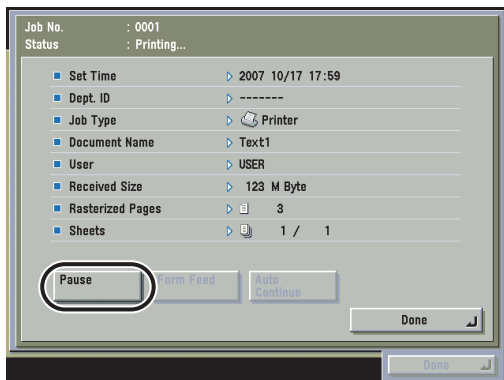 Job No. : 0001
Status : Printing...
Set Time 2007 10/17 17:59
Dept. ID -------
Job Type Printer
Document Name Text1
User USER
Received Size 123 M Byte
Rasterized Pages 3
Sheets 1 / 1
Pause Form Feed Auto
Continue
Done
Done